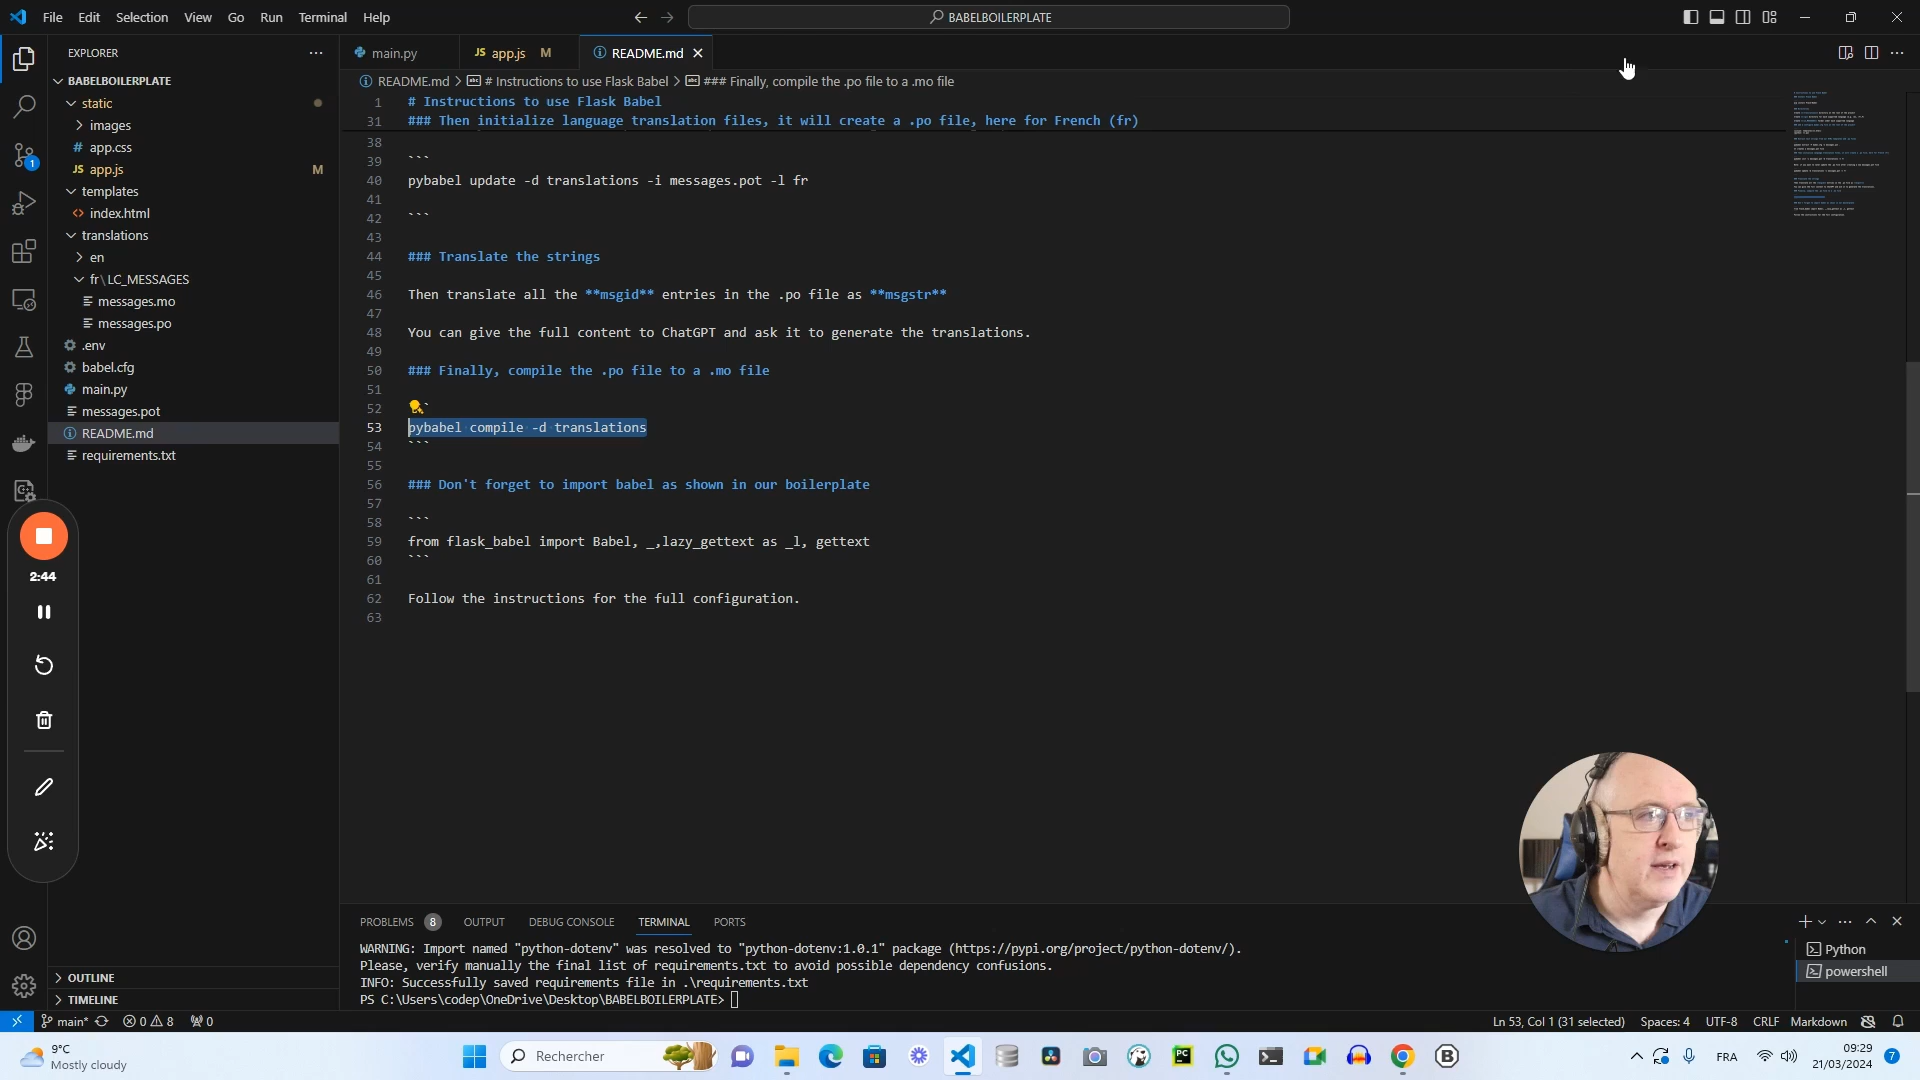 File Edit Selection View Go Run Terminal Help
BABELBOILERPLATE
EXPLORER
BABELBOILERPLATE
static
images
app.css
JS app.js M
templates
index.html
translations
en
fr\LC_MESSAGES
messages.mo
messages.po
.env
babel.cfg
main.py
messages.pot
README.md
requirements.txt
OUTLINE
TIMELINE
1
2:44
main.py JS app.js M README.md
README.md > # Instructions to use Flask Babel > ### Finally, compile the .po file to a .mo file
1 # Instructions to use Flask Babel
31 ### Then initialize language translation files, it will create a .po file, here for French (fr)
38
39 ```
40 pybabel update -d translations -i messages.pot -l fr
41
42 ```
43
44 ### Translate the strings
45
46 Then translate all the **msgid** entries in the .po file as **msgstr**
47
48 You can give the full content to ChatGPT and ask it to generate the translations.
49
50 ### Finally, compile the .po file to a .mo file
51
52
53 pybabel compile -d translations
54 ```
55
56 ### Don't forget to import babel as shown in our boilerplate
57
58 ```
59 from flask_babel import Babel, _,lazy_gettext as _l, gettext
60 ```
61
62 Follow the instructions for the full configuration.
63
PROBLEMS 8 OUTPUT DEBUG CONSOLE TERMINAL PORTS
WARNING: Import named "python-dotenv" was resolved to "python-dotenv:1.0.1" package (https://pypi.org/project/python-dotenv/).
Please, verify manually the final list of requirements.txt to avoid possible dependency confusions.
INFO: Successfully saved requirements file in .\requirements.txt
PS C:\Users\codep\OneDrive\Desktop\BABELBOILERPLATE>
Python
powershell
main* 0 8 0
Ln 53, Col 1 (31 selected) Spaces: 4 UTF-8 CRLF Markdown
9°C
Mostly cloudy
Rechercher
PC
B
FRA
09:29
21/03/2024
7